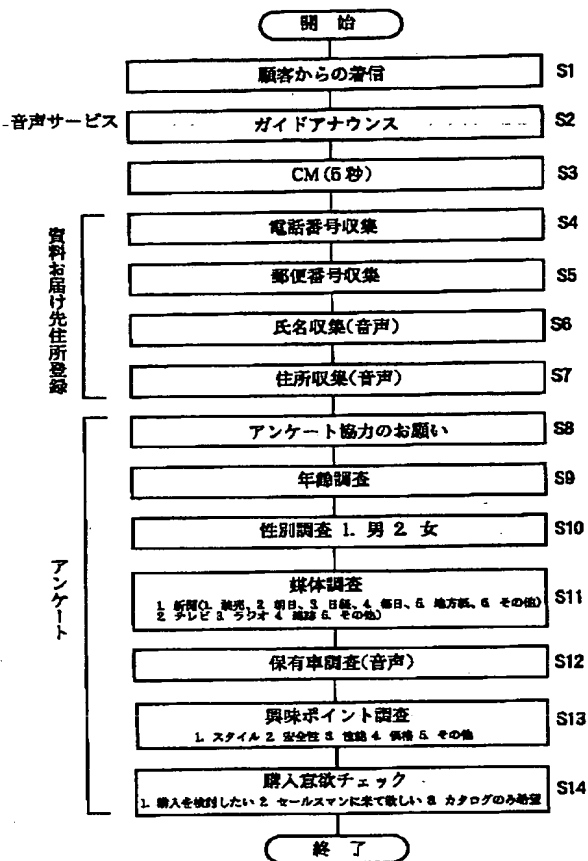 開始
顧客からの着信 S1
音声サービス ガイドアナウンス S2
CM(5秒) S3
資料お届け先住所登録
電話番号収集 S4
郵便番号収集 S5
氏名収集(音声) S6
住所収集(音声) S7
アンケート
アンケート協力のお願い S8
年齢調査 S9
性別調査 1. 男 2. 女 S10
媒体調査 S11
1. 新聞(1. 読売、2. 朝日、3. 日経、4. 毎日、5. 地方紙、6. その他)
2. テレビ 3. ラジオ 4. 雑誌 5. その他)
保有車調査(音声) S12
興味ポイント調査 S13
1. スタイル 2. 安全性 3. 性能 4. 価格 5. その他
購入意欲チェック S14
1. 購入を検討したい 2. セールスマンに来て欲しい 3. カタログのみ希望
終了